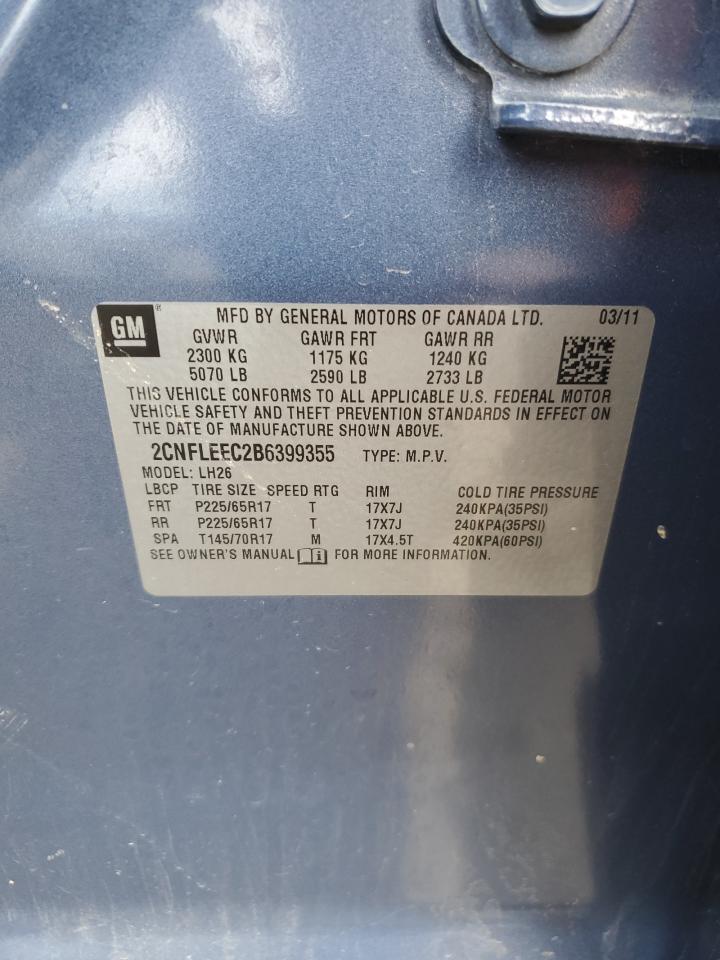 GM® MFD BY GENERAL MOTORS OF CANADA LTD. 03/11
GVWR GAWR FRT GAWR RR
2300 KG 1175 KG 1240 KG
5070 LB 2590 LB 2733 LB
THIS VEHICLE CONFORMS TO ALL APPLICABLE U.S. FEDERAL MOTOR
VEHICLE SAFETY AND THEFT PREVENTION STANDARDS IN EFFECT ON
THE DATE OF MANUFACTURE SHOWN ABOVE.
2CNFLEEC2B6399355 TYPE: M.P.V.
MODEL: LH26
LBCP TIRE SIZE SPEED RTG RIM COLD TIRE PRESSURE
FRT P225/65R17 T 17X7J 240KPA(35PSI)
RR P225/65R17 T 17X7J 240KPA(35PSI)
SPA T145/70R17 M 17X4.5T 420KPA(60PSI)
SEE OWNER'S MANUAL i FOR MORE INFORMATION.